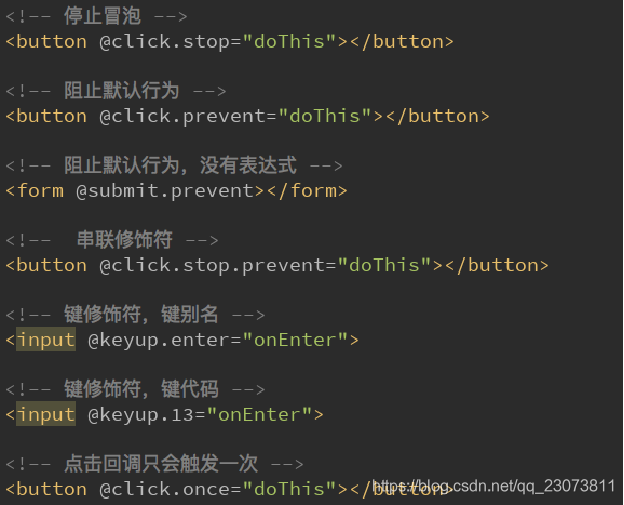 <!-- 停止冒泡 -->
<button @click.stop="doThis"></button>
<!-- 阻止默认行为 -->
<button @click.prevent="doThis"></button>
<!-- 阻止默认行为，没有表达式 -->
<form @submit.prevent></form>
<!--  串联修饰符 -->
<button @click.stop.prevent="doThis"></button>
<!-- 键修饰符，键别名 -->
<input @keyup.enter="onEnter">
<!-- 键修饰符，键代码 -->
<input @keyup.13="onEnter">
<!-- 点击回调只会触发一次 -->
<button @click.once="doThis"></button>
https://blog.csdn.net/qq_23073811